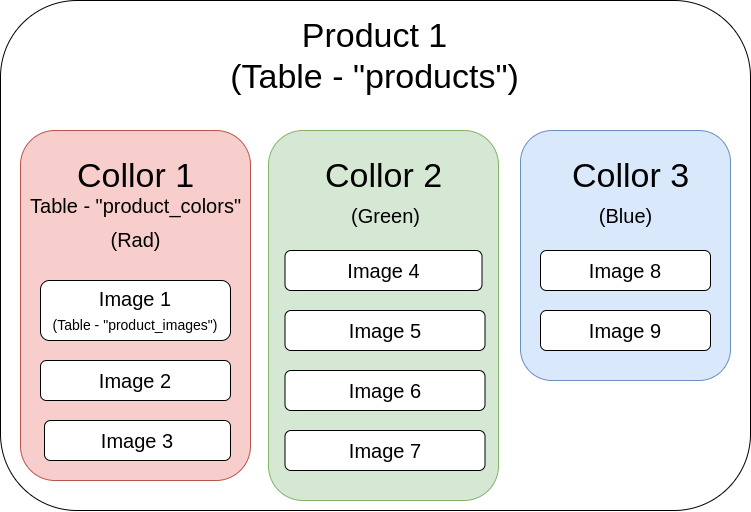 Product 1
(Table - "products")
Collor 1
Table - "product_colors"
(Rad)
Image 1
(Table - "product_images")
Image 2
Image 3
Collor 2
(Green)
Image 4
Image 5
Image 6
Image 7
Collor 3
(Blue)
Image 8
Image 9